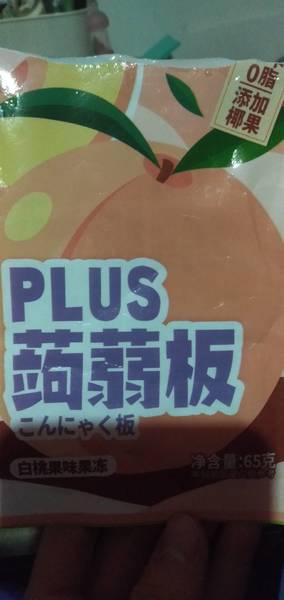 0脂
添加
椰果
PLUS
蒟蒻板
こんにゃく板
白桃果味果冻
净含量:65克